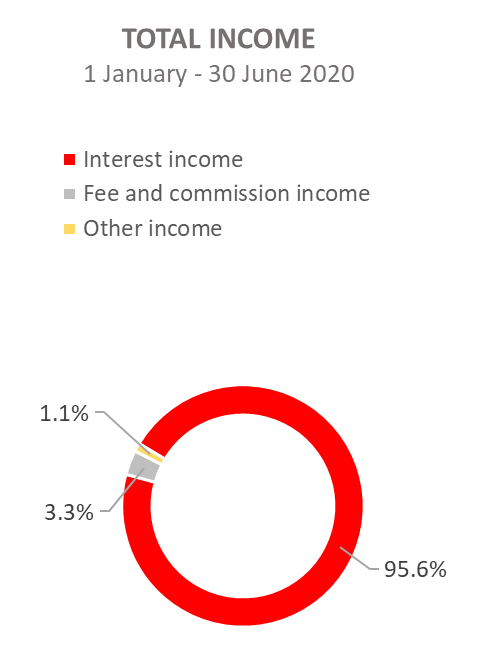 TOTAL INCOME
1 January - 30 June 2020
Interest income
Fee and commission income
Other income
1.1%
3.3%
95.6%